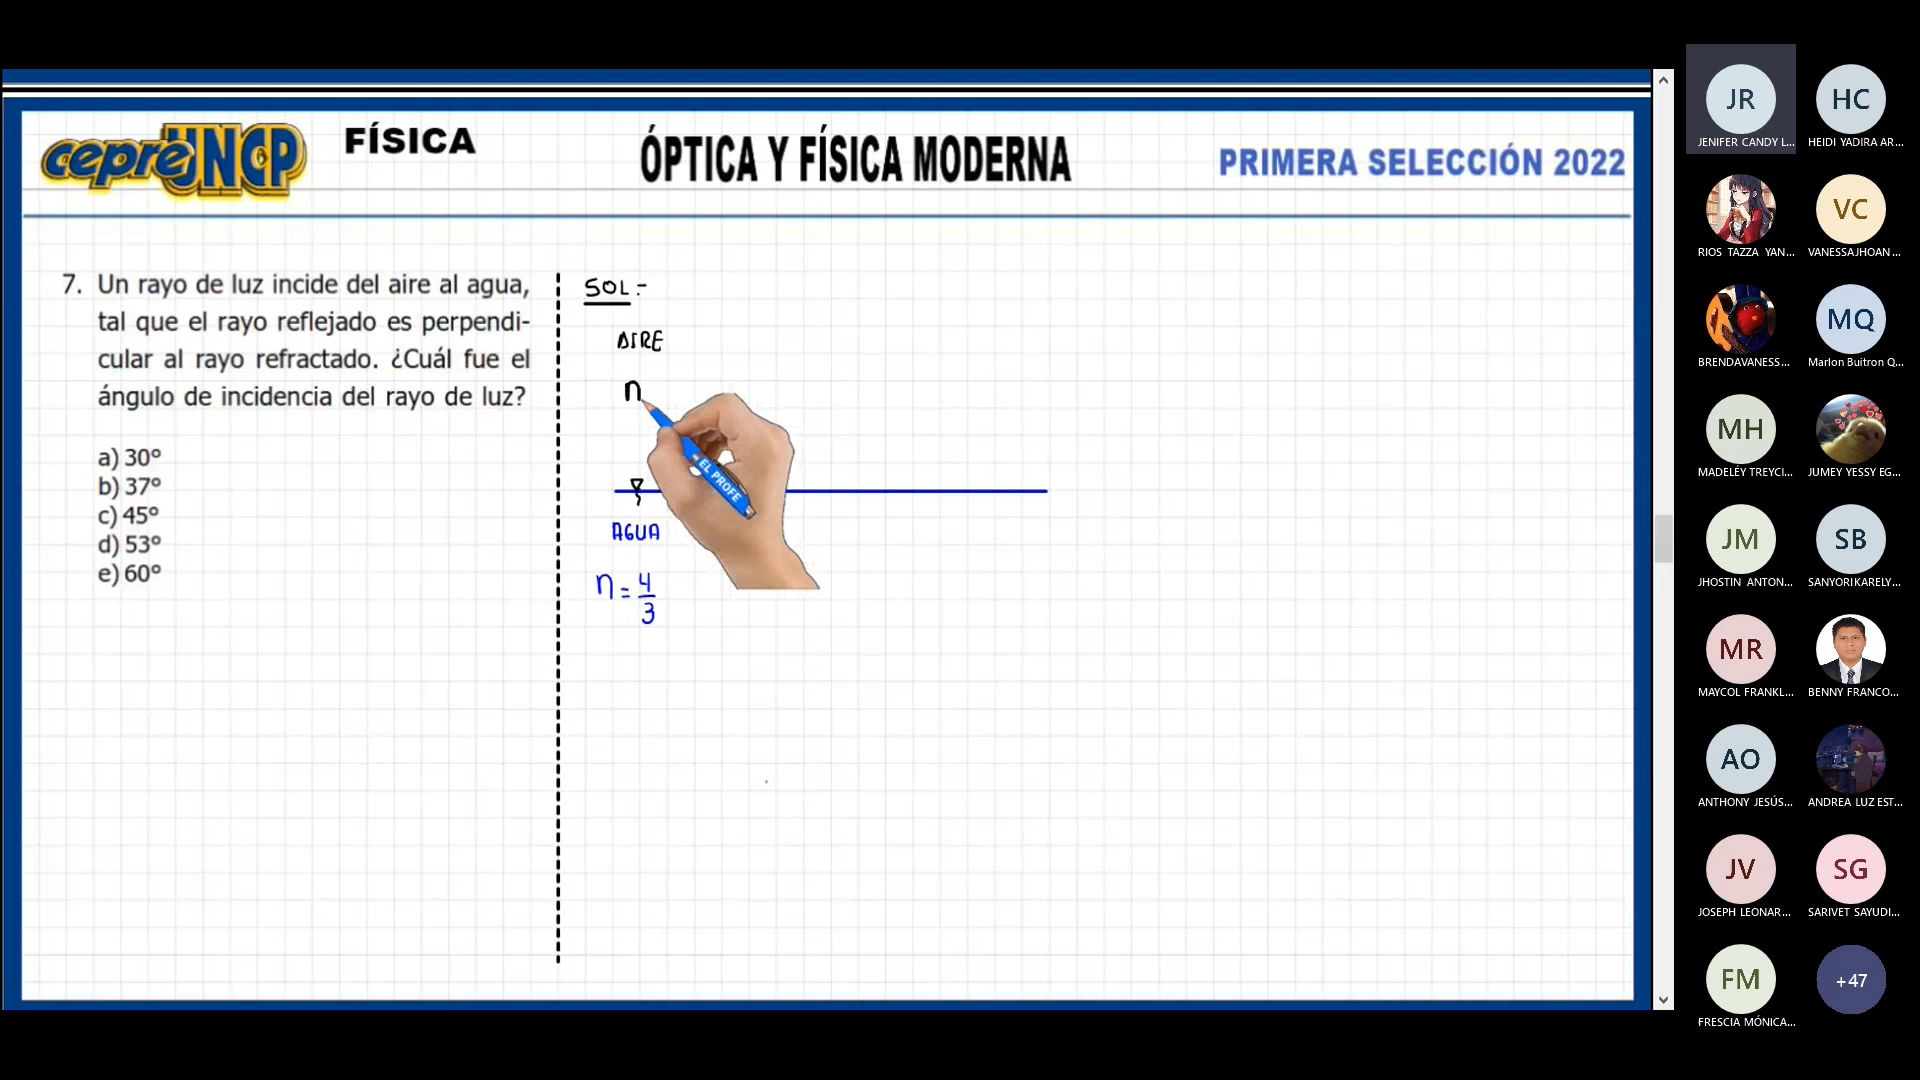 cepreUNCP
FÍSICA
ÓPTICA Y FÍSICA MODERNA
PRIMERA SELECCIÓN 2022
7. Un rayo de luz incide del aire al agua,
tal que el rayo reflejado es perpendi-
cular al rayo refractado. ¿Cuál fue el
ángulo de incidencia del rayo de luz?
a) 30°
b) 37°
c) 45°
d) 53°
e) 60°
SOL:-
AIRE
n
EL PROFE
AGUA
n = 4/3
JR
JENIFER CANDY L...
HC
HEIDI YADIRA AR...
RIOS TAZZA YAN...
VC
VANESSAJHOAN...
BRENDAVANESS...
MQ
Marlon Buitron Q...
MH
MADELÉY TREYCI...
JUMEY YESSY EG...
JM
JHOSTIN ANTON...
SB
SANYORIKARELY...
MR
MAYCOL FRANKL...
BENNY FRANCO...
AO
ANTHONY JESÚS...
ANDREA LUZ EST...
JV
JOSEPH LEONAR...
SG
SARIVET SAYUDI...
FM
FRESCIA MÓNICA...
+47